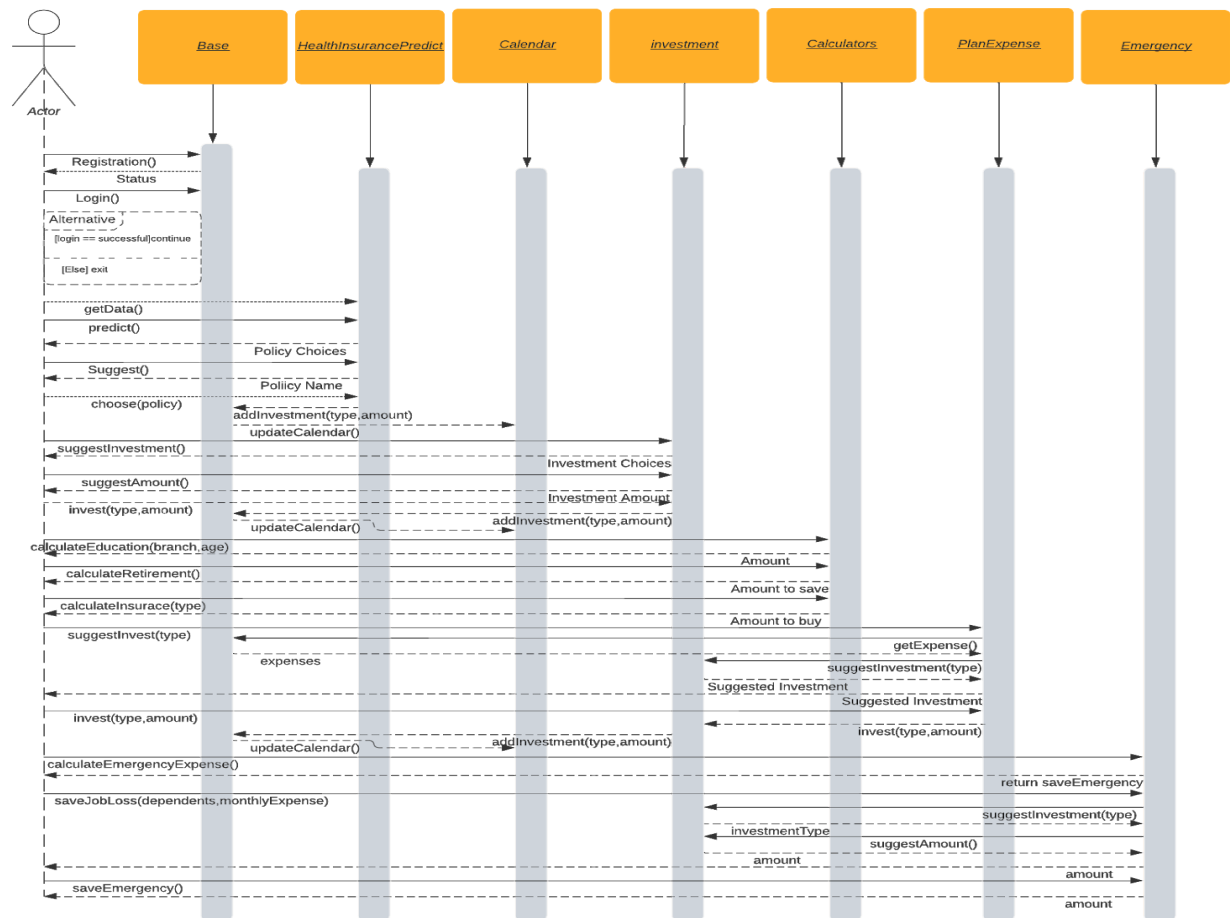 Base
HealthInsurancePredict
Calendar
investment
Calculators
PlanExpense
Emergency
Actor
Registration()
Status
Login()
Alternative
[login == successful]continue
[Else] exit
getData()
predict()
Policy Choices
Suggest()
Poliicy Name
choose(policy)
addInvestment(type,amount)
updateCalendar()
suggestInvestment()
Investment Choices
suggestAmount()
Investment Amount
invest(type,amount)
addInvestment(type,amount)
updateCalendar()
calculateEducation(branch,age)
Amount
calculateRetirement()
Amount to save
calculateInsurace(type)
Amount to buy
suggestInvest(type)
getExpense()
expenses
suggestInvestment(type)
Suggested Investment
Suggested Investment
invest(type,amount)
invest(type,amount)
addInvestment(type,amount)
updateCalendar()
calculateEmergencyExpense()
return saveEmergency
saveJobLoss(dependents,monthlyExpense)
suggestInvestment(type)
investmentType
suggestAmount()
amount
amount
saveEmergency()
amount